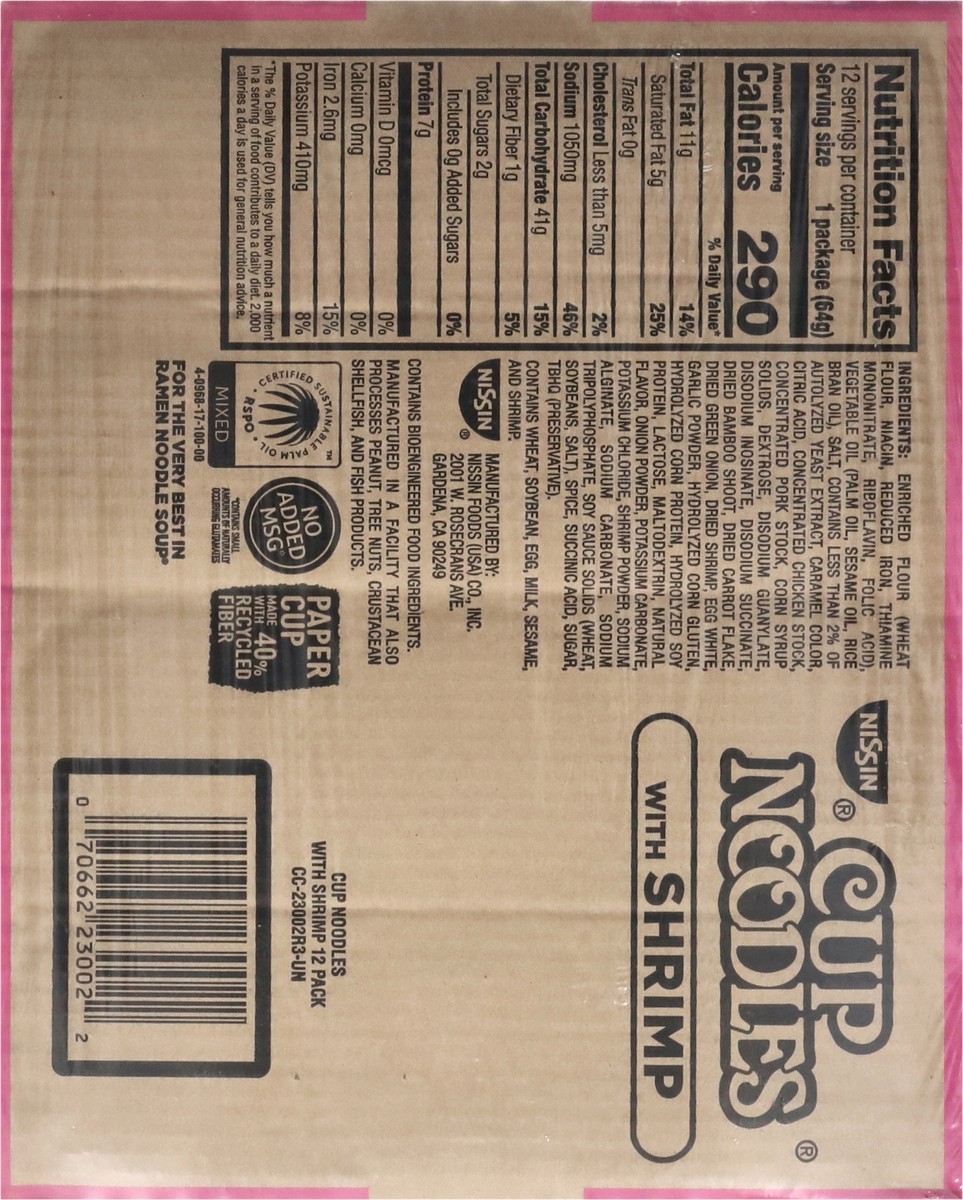 Nutrition Facts
12 servings per container
Serving size 1 package (64g)
Amount per serving
Calories 290
% Daily Value*
Total Fat 11g 14%
Saturated Fat 5g 25%
Trans Fat 0g
Cholesterol Less than 5mg 2%
Sodium 1050mg 46%
Total Carbohydrate 41g 15%
Dietary Fiber 1g 5%
Total Sugars 2g
Includes 0g Added Sugars 0%
Protein 7g
Vitamin D 0mcg 0%
Calcium 0mg 0%
Iron 2.6mg 15%
Potassium 410mg 8%
*The % Daily Value (DV) tells you how much a nutrient
in a serving of food contributes to a daily diet. 2,000
calories a day is used for general nutrition advice.
INGREDIENTS: ENRICHED FLOUR (WHEAT
FLOUR, NIACIN, REDUCED IRON, THIAMINE
MONONITRATE, RIBOFLAVIN, FOLIC ACID),
VEGETABLE OIL (PALM OIL, SESAME OIL, RICE
BRAN OIL), SALT, CONTAINS LESS THAN 2% OF
AUTOLYZED YEAST EXTRACT, CARAMEL COLOR,
CITRIC ACID, CONCENTRATED CHICKEN STOCK,
CONCENTRATED PORK STOCK, CORN SYRUP
SOLIDS, DEXTROSE, DISODIUM GUANYLATE,
DISODIUM INOSINATE, DISODIUM SUCCINATE,
DRIED BAMBOO SHOOT, DRIED CARROT FLAKE,
DRIED GREEN ONION, DRIED SHRIMP, EGG WHITE,
GARLIC POWDER, HYDROLYZED CORN GLUTEN,
HYDROLYZED CORN PROTEIN, HYDROLYZED SOY
PROTEIN, LACTOSE, MALTODEXTRIN, NATURAL
FLAVOR, ONION POWDER, POTASSIUM CARBONATE,
POTASSIUM CHLORIDE, SHRIMP POWDER, SODIUM
ALGINATE, SODIUM CARBONATE, SODIUM
TRIPOLYPHOSPHATE, SOY SAUCE SOLIDS (WHEAT,
SOYBEANS, SALT), SPICE, SUCCINIC ACID, SUGAR,
TBHQ (PRESERVATIVE).
CONTAINS WHEAT, SOYBEAN, EGG, MILK, SESAME,
AND SHRIMP.
NISSIN®
MANUFACTURED BY:
NISSIN FOODS (USA) CO., INC.
2001 W. ROSECRANS AVE.
GARDENA, CA 90249
CONTAINS BIOENGINEERED FOOD INGREDIENTS.
MANUFACTURED IN A FACILITY THAT ALSO
PROCESSES PEANUT, TREE NUTS, CRUSTACEAN
SHELLFISH, AND FISH PRODUCTS.
CERTIFIED SUSTAINABLE PALM OIL ™
RSPO
MIXED
4-0968-17-100-00
NO
ADDED
MSG*
*CONTAINS SMALL
AMOUNTS OF NATURALLY
OCCURRING GLUTAMATES
PAPER
CUP
MADE WITH 40%
RECYCLED
FIBER
FOR THE VERY BEST IN
RAMEN NOODLE SOUP®
NISSIN®
CUP
NOODLES®
WITH SHRIMP
CUP NOODLES
WITH SHRIMP 12 PACK
CC-23002R3-UN
0 70662 23002 2